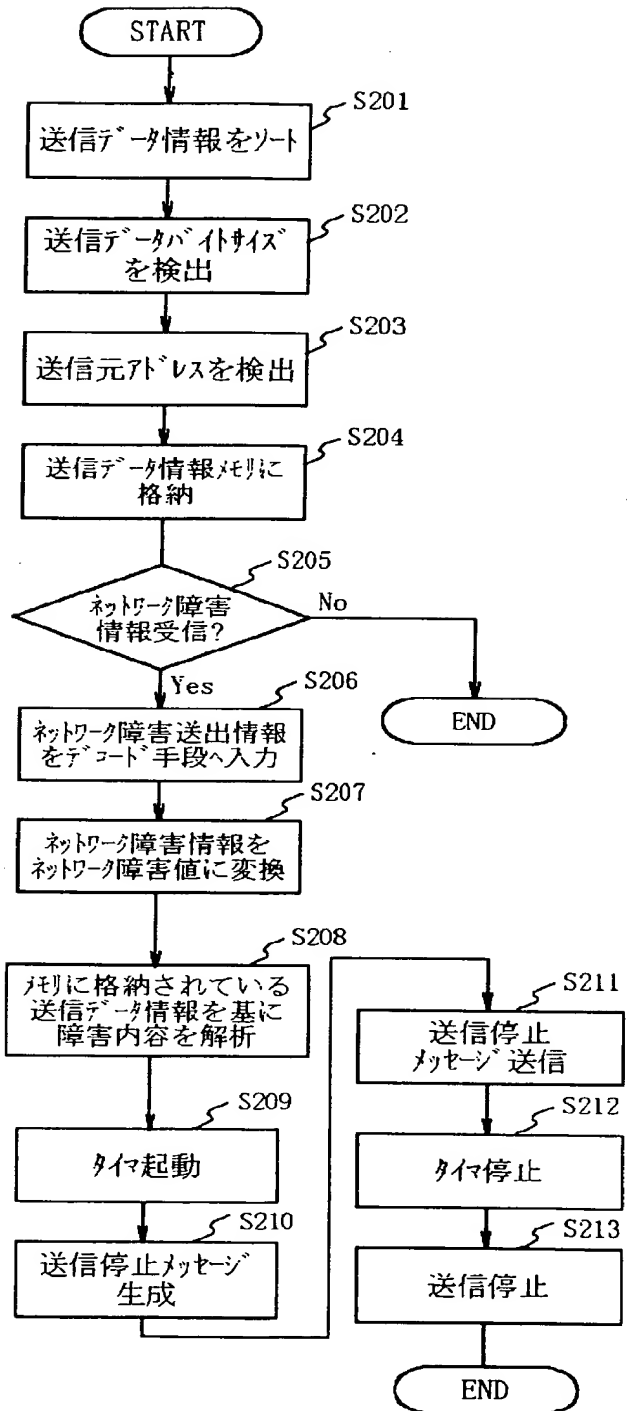 START
S201
送信データ情報をソート
S202
送信データバイトサイズ
を検出
S203
送信元アドレスを検出
S204
送信データ情報メモリに
格納
S205
ネットワーク障害
情報受信?
No
END
Yes
S206
ネットワーク障害送出情報
をデコード手段へ入力
S207
ネットワーク障害情報を
ネットワーク障害値に変換
S208
メモリに格納されている
送信データ情報を基に
障害内容を解析
S209
タイマ起動
S210
送信停止メッセージ
生成
S211
送信停止
メッセージ送信
S212
タイマ停止
S213
送信停止
END